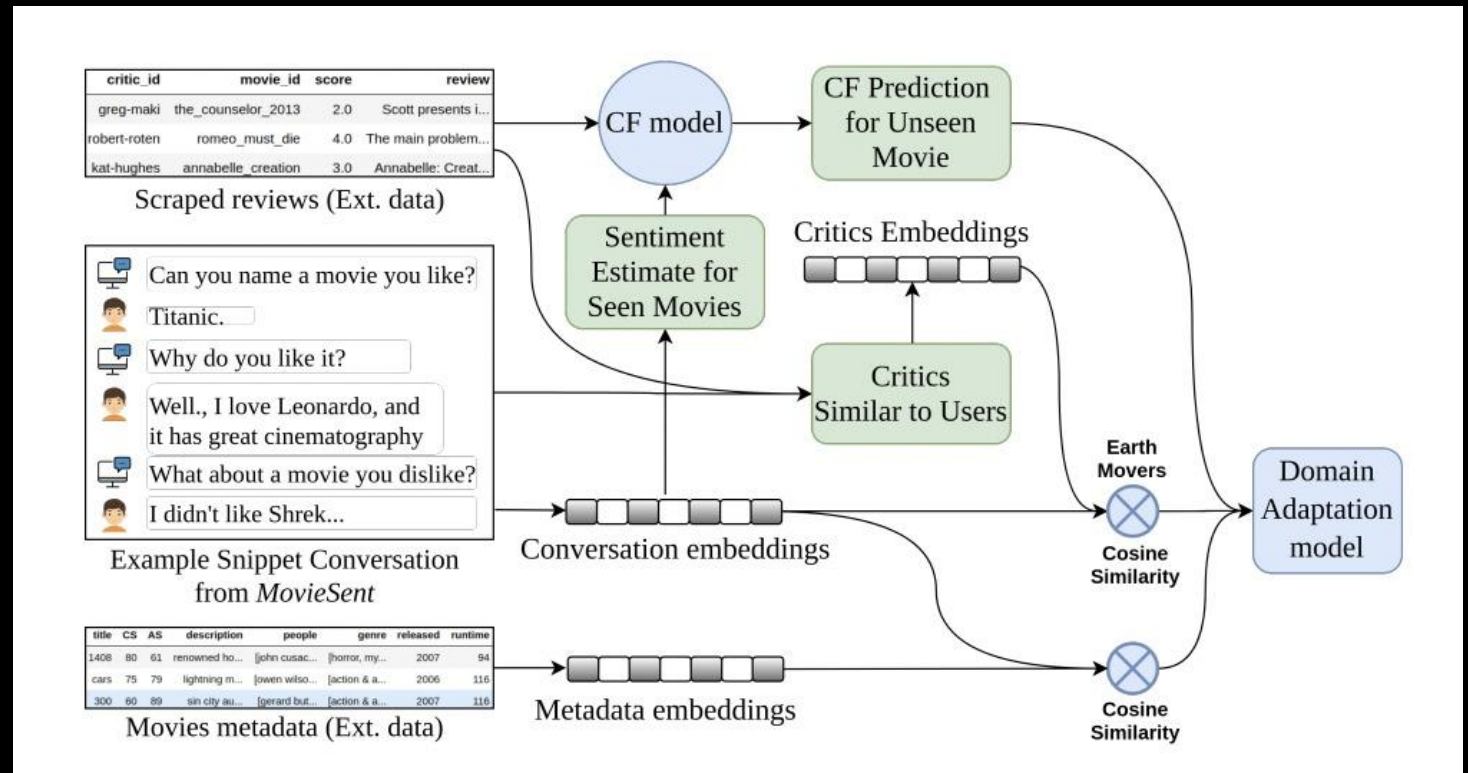 critic_id movie_id score review
greg-maki the_counselor_2013 2.0 Scott presents i...
robert-roten romeo_must_die 4.0 The main problem...
kat-hughes annabelle_creation 3.0 Annabelle: Creat...
Scraped reviews (Ext. data)
CF model
CF Prediction
for Unseen
Movie
Sentiment
Estimate for
Seen Movies
Critics Embeddings
Critics
Similar to Users
Can you name a movie you like?
Titanic.
Why do you like it?
Well., I love Leonardo, and
it has great cinematography
What about a movie you dislike?
I didn't like Shrek...
Example Snippet Conversation
from MovieSent
Conversation embeddings
Earth
Movers
Cosine
Similarity
Domain
Adaptation
model
title CS AS description people genre released runtime
1408 80 61 renowned ho... [john cusac... [horror, my... 2007 94
cars 75 79 lightning m... [owen wilso... [action & a... 2006 116
300 60 89 sin city au... [gerard but... [action & a... 2007 116
Movies metadata (Ext. data)
Metadata embeddings
Cosine
Similarity